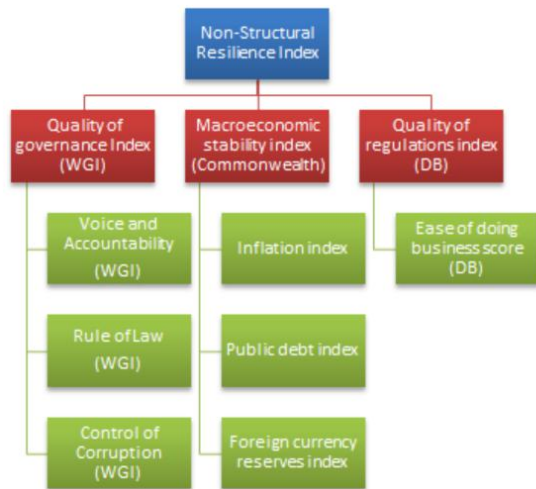 Non-Structural
Resilience Index
Quality of
governance Index
(WGI)
Macroeconomic
stability index
(Commonwealth)
Quality of
regulations index
(DB)
Voice and
Accountability
(WGI)
Rule of Law
(WGI)
Control of
Corruption
(WGI)
Inflation index
Public debt index
Foreign currency
reserves index
Ease of doing
business score
(DB)